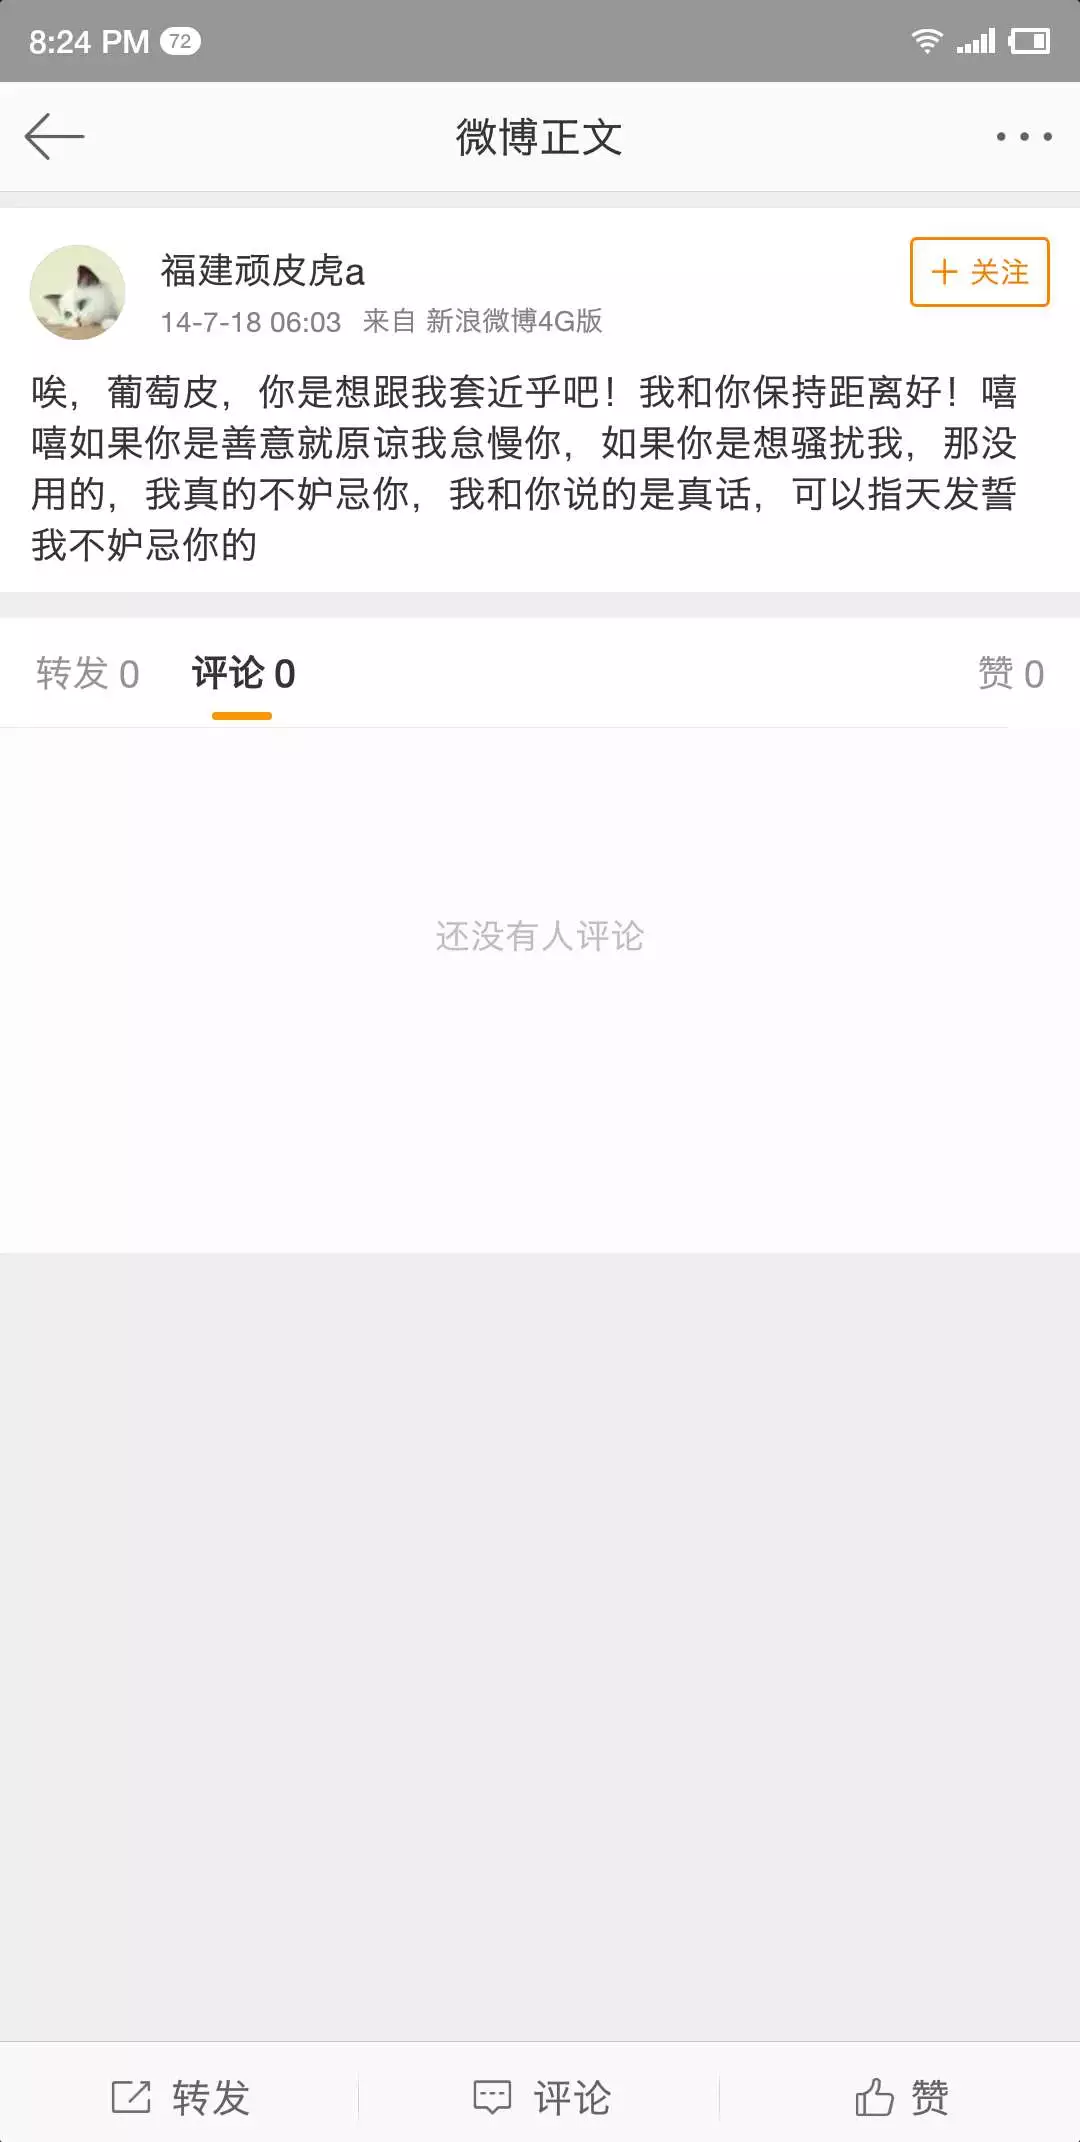 8:24 PM 72
微博正文
福建顽皮虎a
+ 关注
14-7-18 06:03 来自 新浪微博4G版
唉，葡萄皮，你是想跟我套近乎吧！我和你保持距离好！嘻
嘻如果你是善意就原谅我怠慢你，如果你是想骚扰我，那没
用的，我真的不妒忌你，我和你说的是真话，可以指天发誓
我不妒忌你的
转发 0 评论 0 赞 0
还没有人评论
转发 评论 赞